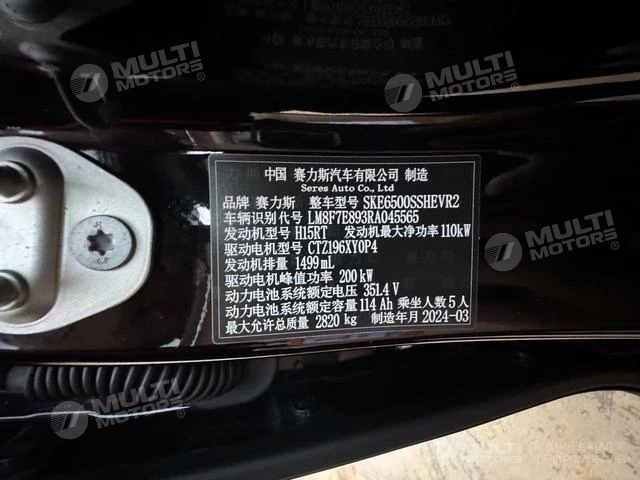 MULTI
MOTORS
MULTI
MOTORS
中国 赛力斯汽车有限公司 制造
Seres Auto Co., Ltd
品牌 赛力斯 整车型号 SKE6500SSHEVR2
车辆识别代号 LM8F7E893RA045565
发动机型号 H15RT 发动机最大净功率 110kW
驱动电机型号 CTZ196XY0P4
发动机排量 1499mL
驱动电机峰值功率 200kW
动力电池系统额定电压 351.4 V
动力电池系统额定容量 114 Ah 乘坐人数 5 人
最大允许总质量 2820 kg 制造年月 2024-03
MULTI
MOTORS
MULTI
MOTORS